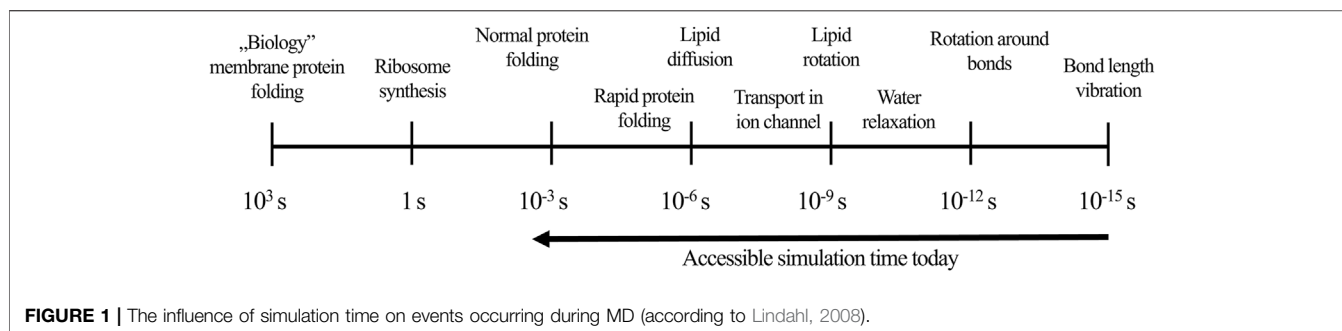 „Biology”
membrane protein
folding
Ribosome
synthesis
Normal protein
folding
Rapid protein
folding
Lipid
diffusion
Transport in
ion channel
Lipid
rotation
Water
relaxation
Rotation around
bonds
Bond length
vibration
10³ s
1 s
10⁻³ s
10⁻⁶ s
10⁻⁹ s
10⁻¹² s
10⁻¹⁵ s
Accessible simulation time today
FIGURE 1 | The influence of simulation time on events occurring during MD (according to Lindahl, 2008).